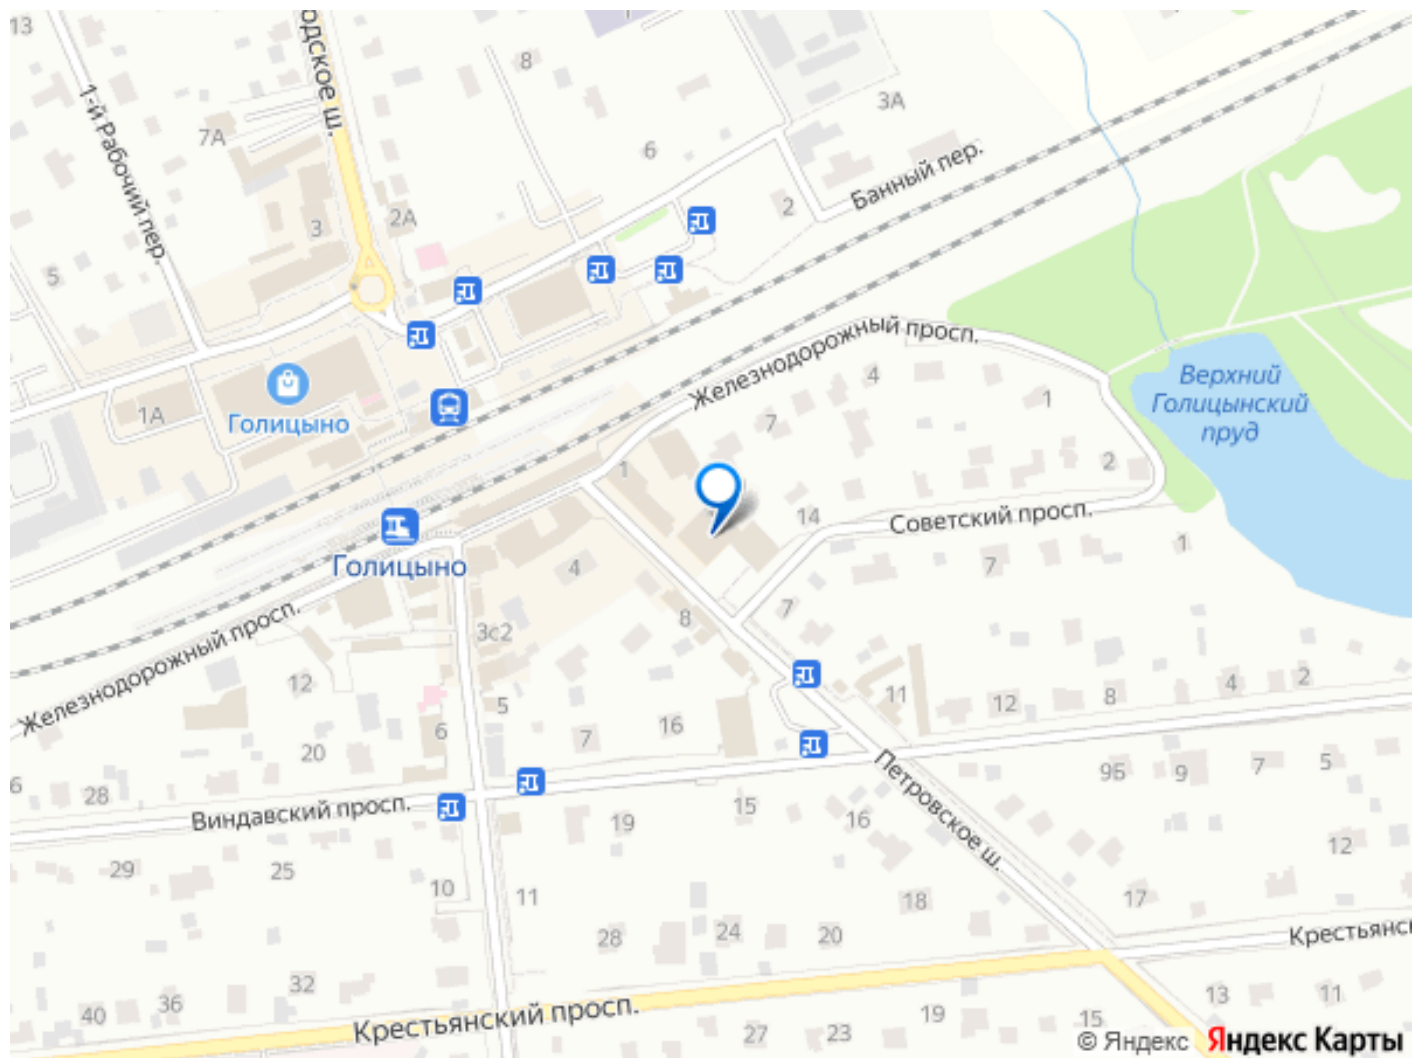 13
8
3А
одское ш.
1-й Рабочий пер.
7А
6
Банный пер.
2
2А
3
5
Железнодорожный просп.
Верхний
Голицынский
пруд
4
7
1
1А
Голицыно
1
2
14
Советский просп.
1
7
Голицыно
4
7
8
3с2
Железнодорожный просп.
12
5
6
20
7
16
11
12
8
4
2
6
28
Виндавский просп.
9Б
9
7
5
Петровское ш.
15
16
19
12
29
25
10
11
17
18
28
24
20
Крестьянс
32
36
40
Крестьянский просп.
27
23
19
15
13
11
© Яндекс Яндекс Карты